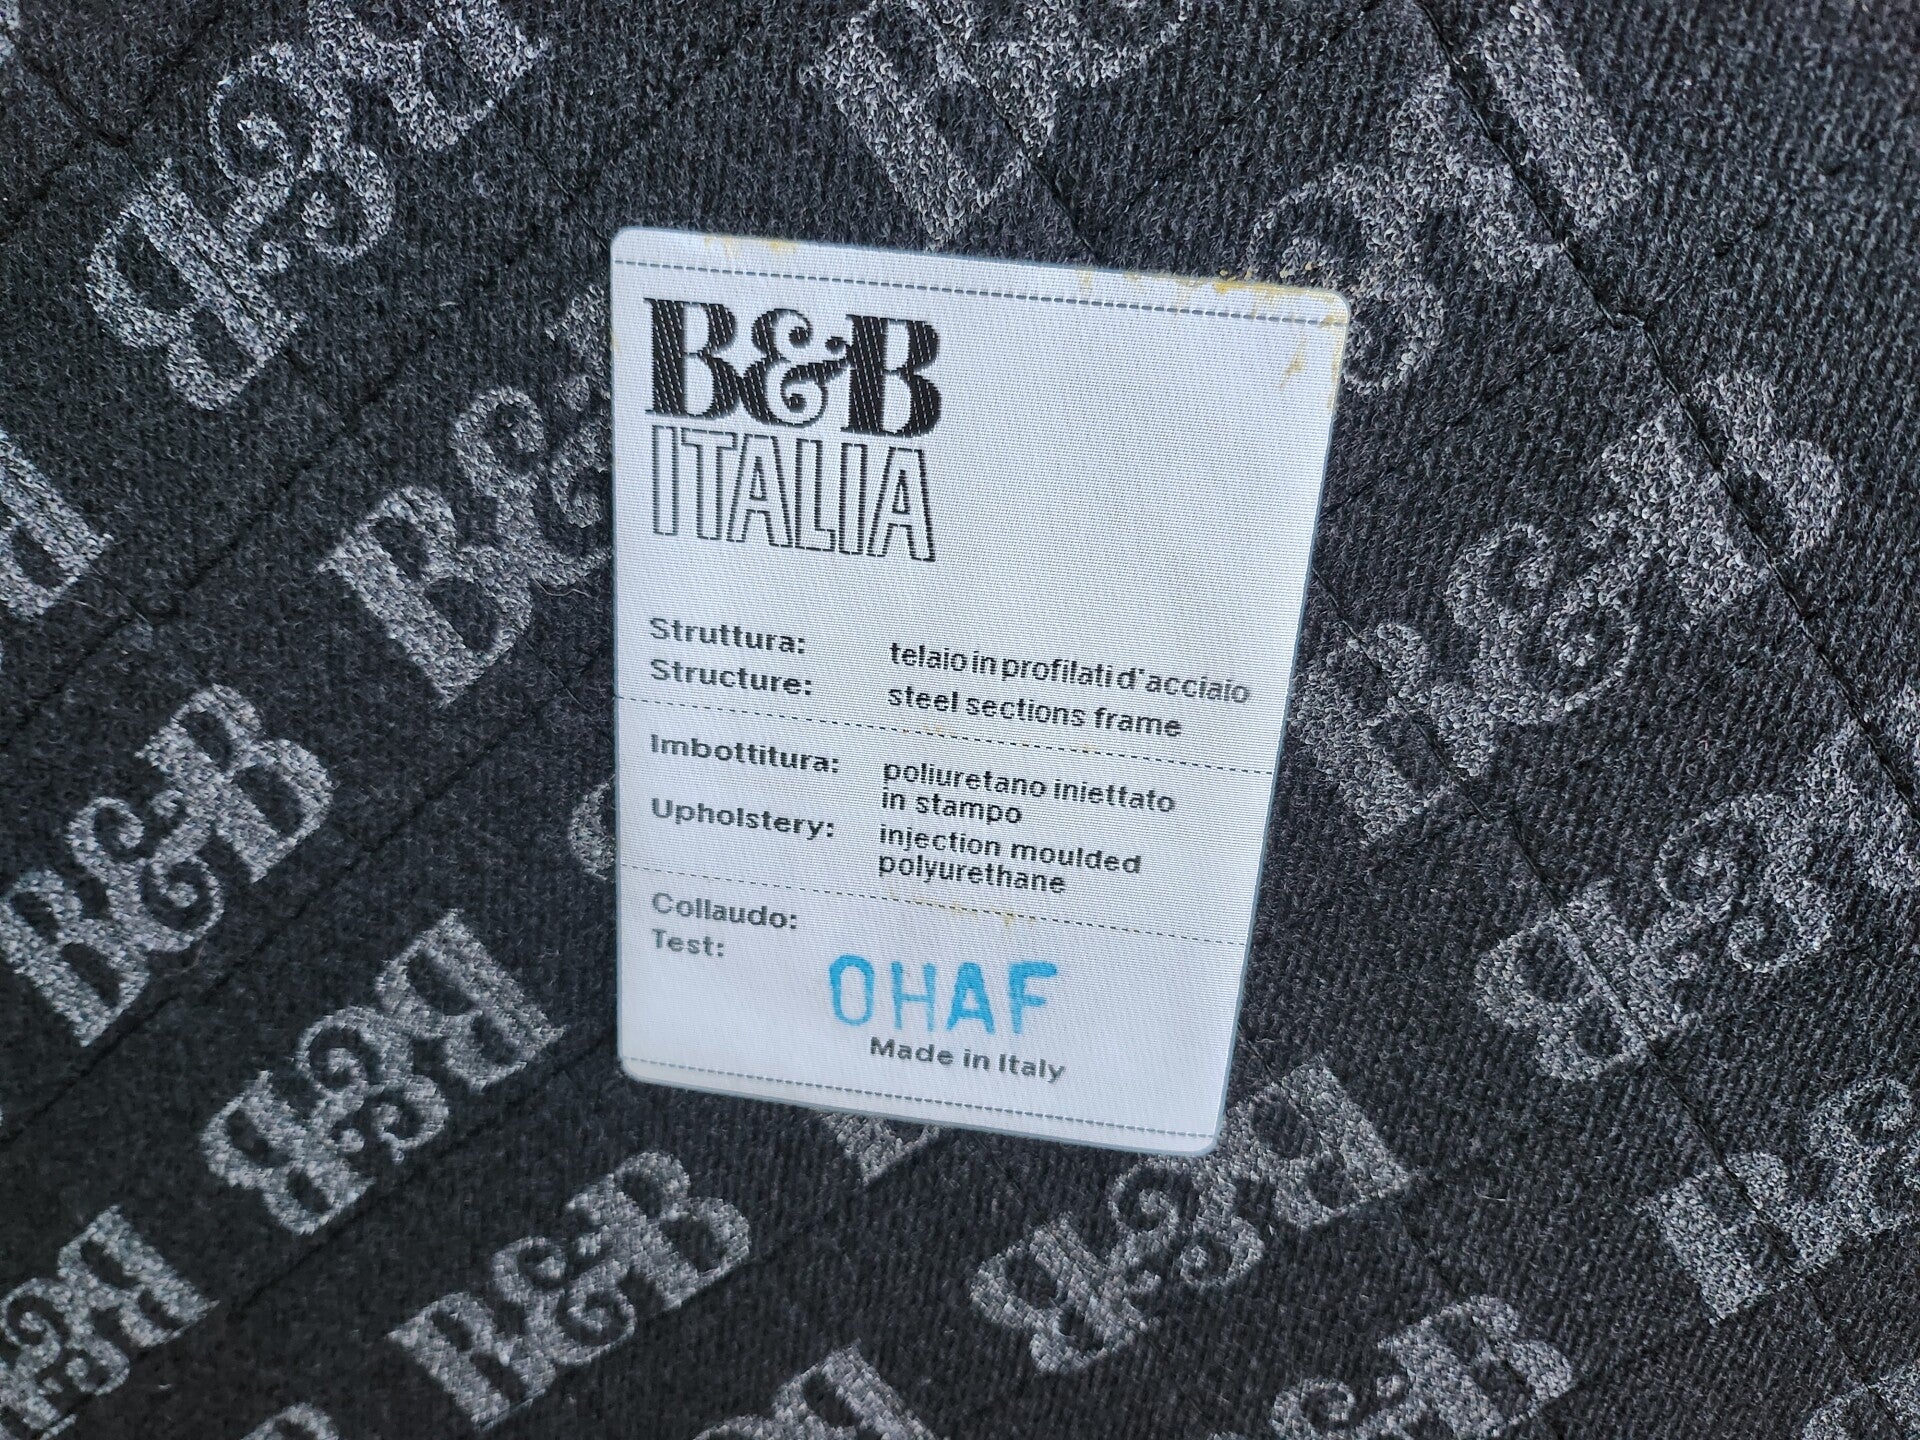 B&B
ITALIA
Struttura: telaio in profilati d'acciaio
Structure: steel sections frame
Imbottitura: poliuretano iniettato
in stampo
Upholstery: injection moulded
polyurethane
Collaudo:
Test:
OHAF
Made in Italy
B&B
B&B
B&B
B&B
B&B
B&B
B&B
B&B
B&B